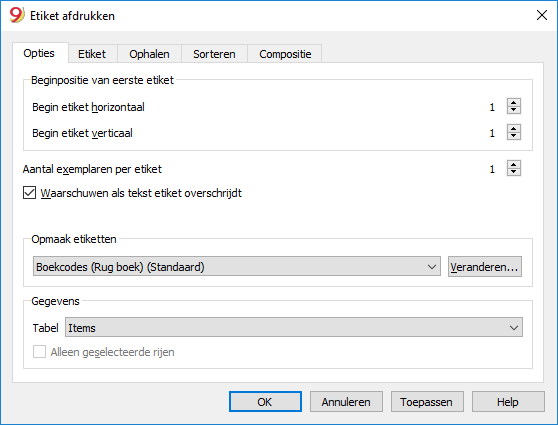 9 Etiket afdrukken
Opties Etiket Ophalen Sorteren Compositie
Beginpositie van eerste etiket
Begin etiket horizontaal 1
Begin etiket verticaal 1
Aantal exemplaren per etiket 1
Waarschuwen als tekst etiket overschrijdt
Opmaak etiketten
Boekcodes (Rug boek) (Standaard) Veranderen...
Gegevens
Tabel Items
Alleen geselecteerde rijen
OK Annuleren Toepassen Help